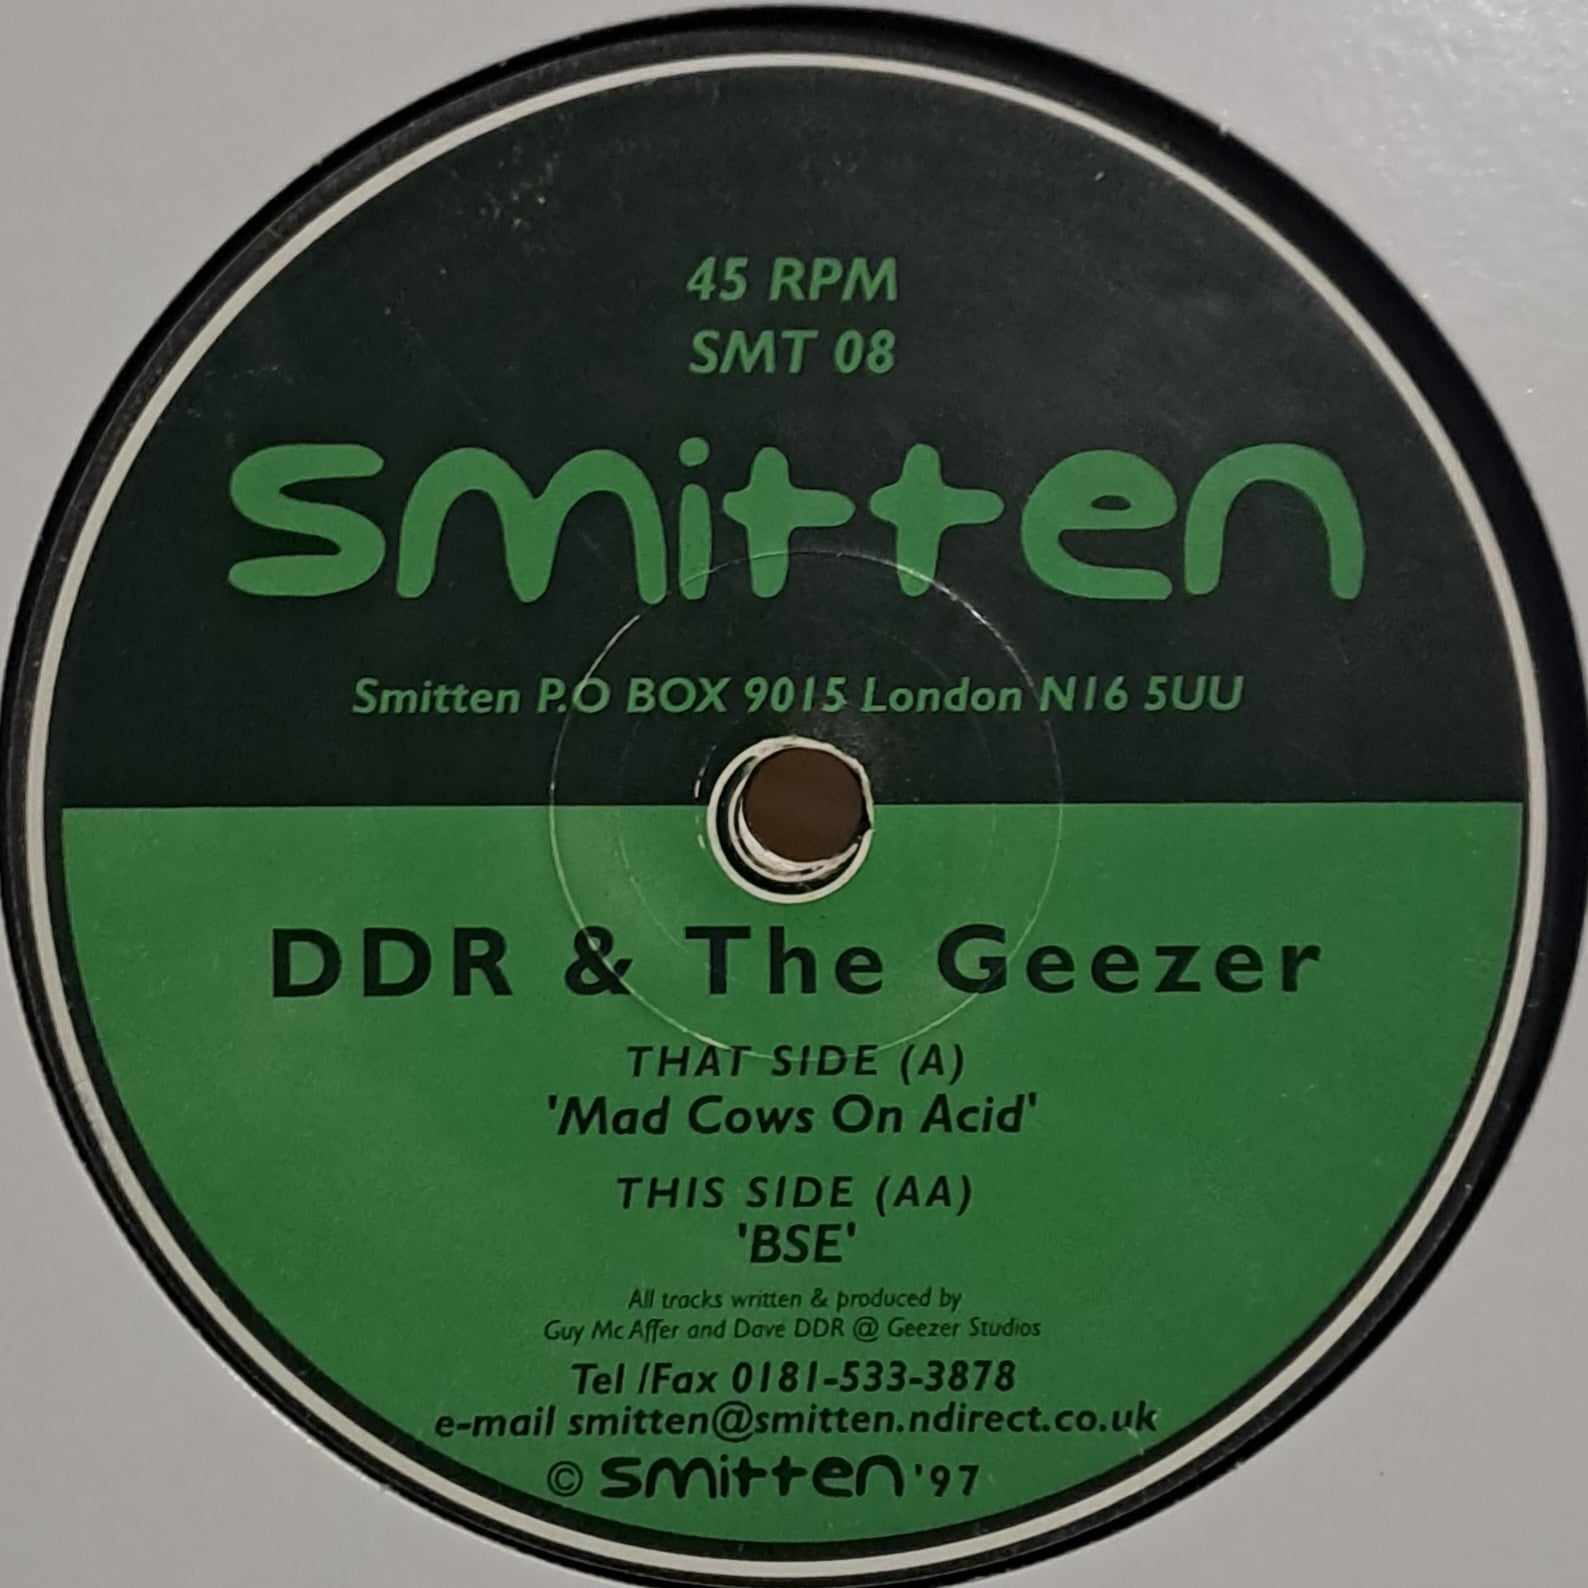 45 RPM
SMT 08
smitten
Smitten P.O BOX 9015 London N16 5UU
DDR & The Geezer
THAT SIDE (A)
'Mad Cows On Acid'
THIS SIDE (AA)
'BSE'
All tracks written & produced by
Guy Mc Affer and Dave DDR @ Geezer Studios
Tel /Fax 0181-533-3878
e-mail smitten@smitten.ndirect.co.uk
© smitten '97